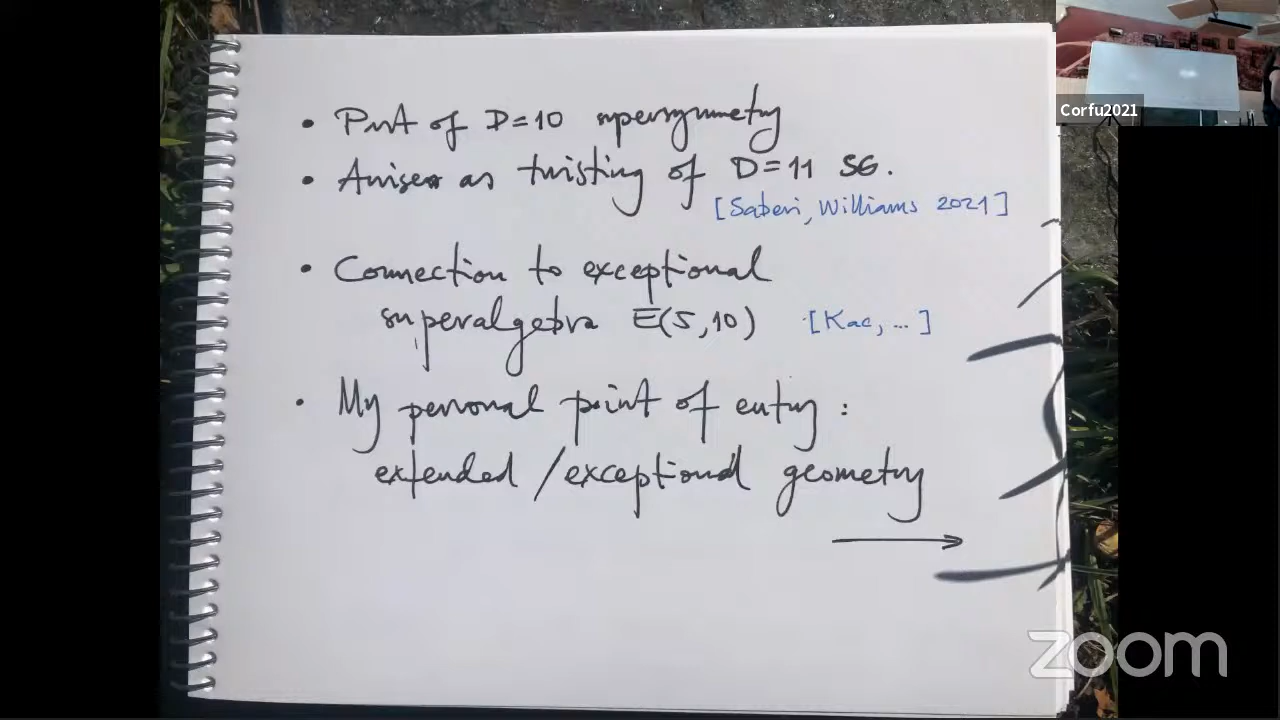 • Part of D=10 supersymmetry
• Arises as twisting of D=11 SG.
[Saberi, Williams 2021]
• Connection to exceptional
superalgebra E(5,10) [Kac, ...]
• My personal point of entry:
extended/exceptional geometry
Corfu2021
zoom